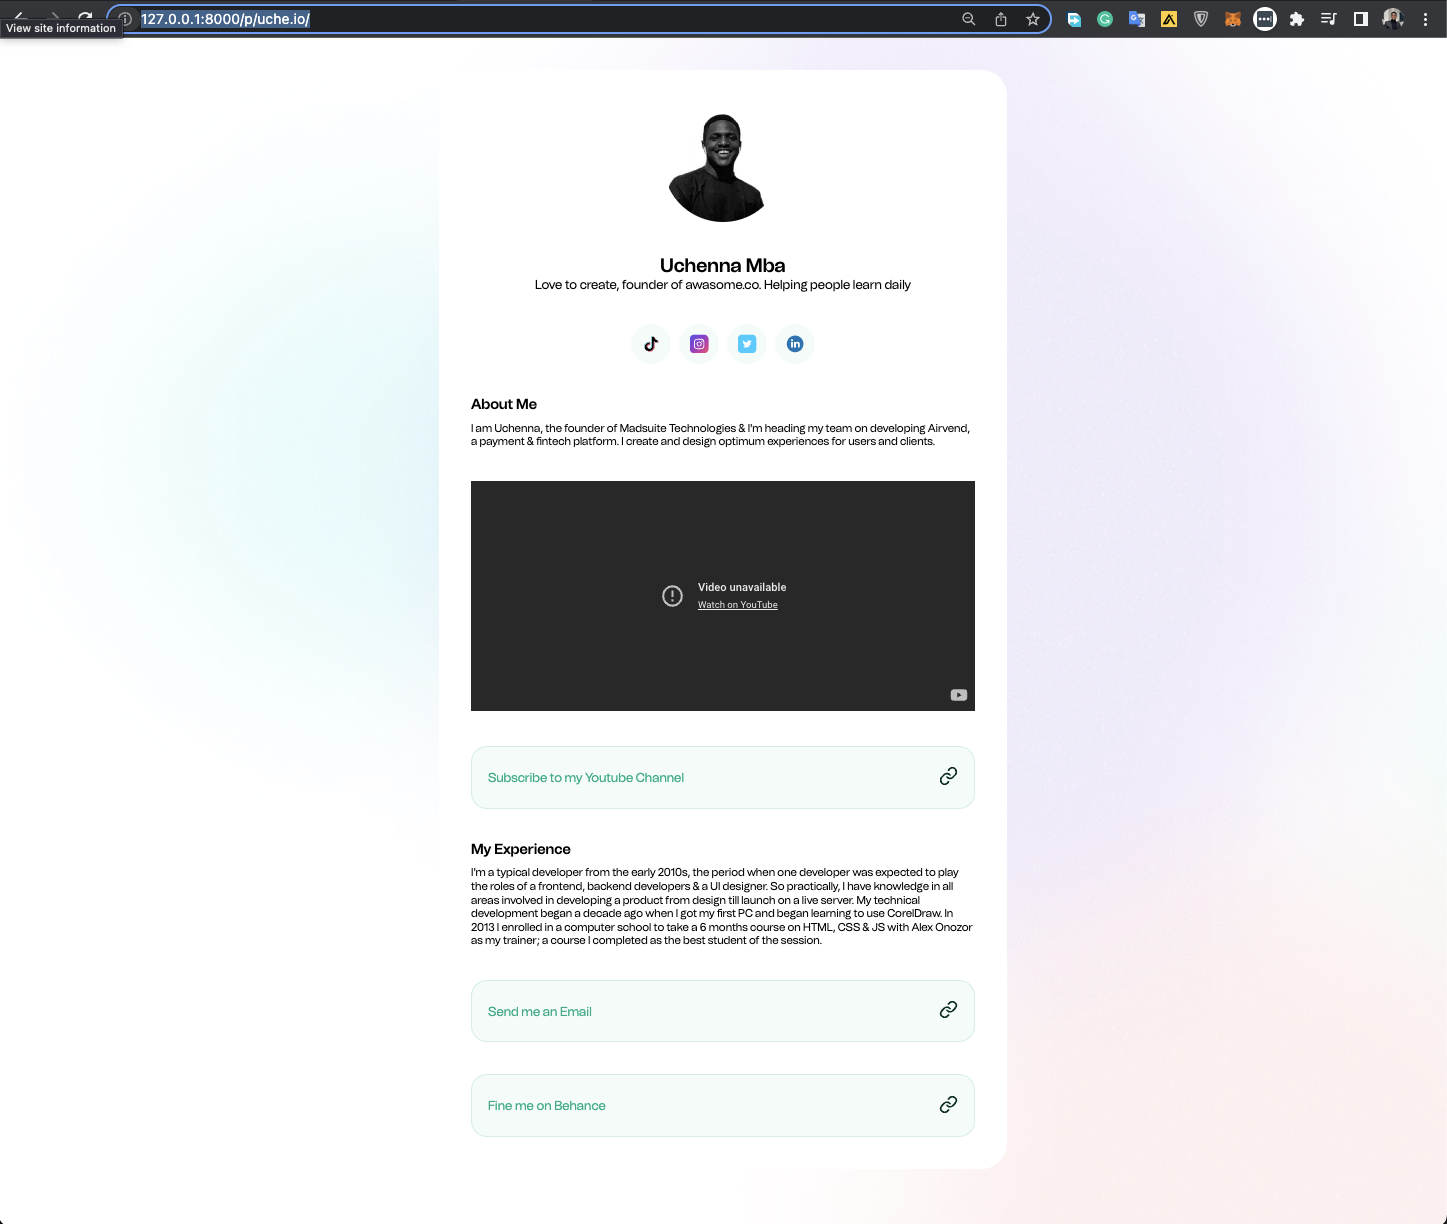 127.0.0.1:8000/p/uche.io/
View site information
Uchenna Mba
Love to create, founder of awasome.co. Helping people learn daily
About Me
I am Uchenna, the founder of Madsuite Technologies & I'm heading my team on developing Airvend,
a payment & fintech platform. I create and design optimum experiences for users and clients.
Video unavailable
Watch on YouTube
Subscribe to my Youtube Channel
My Experience
I'm a typical developer from the early 2010s, the period when one developer was expected to play
the roles of a frontend, backend developers & a UI designer. So practically, I have knowledge in all
areas involved in developing a product from design till launch on a live server. My technical
development began a decade ago when I got my first PC and began learning to use CorelDraw. In
2013 I enrolled in a computer school to take a 6 months course on HTML, CSS & JS with Alex Onozor
as my trainer; a course I completed as the best student of the session.
Send me an Email
Fine me on Behance